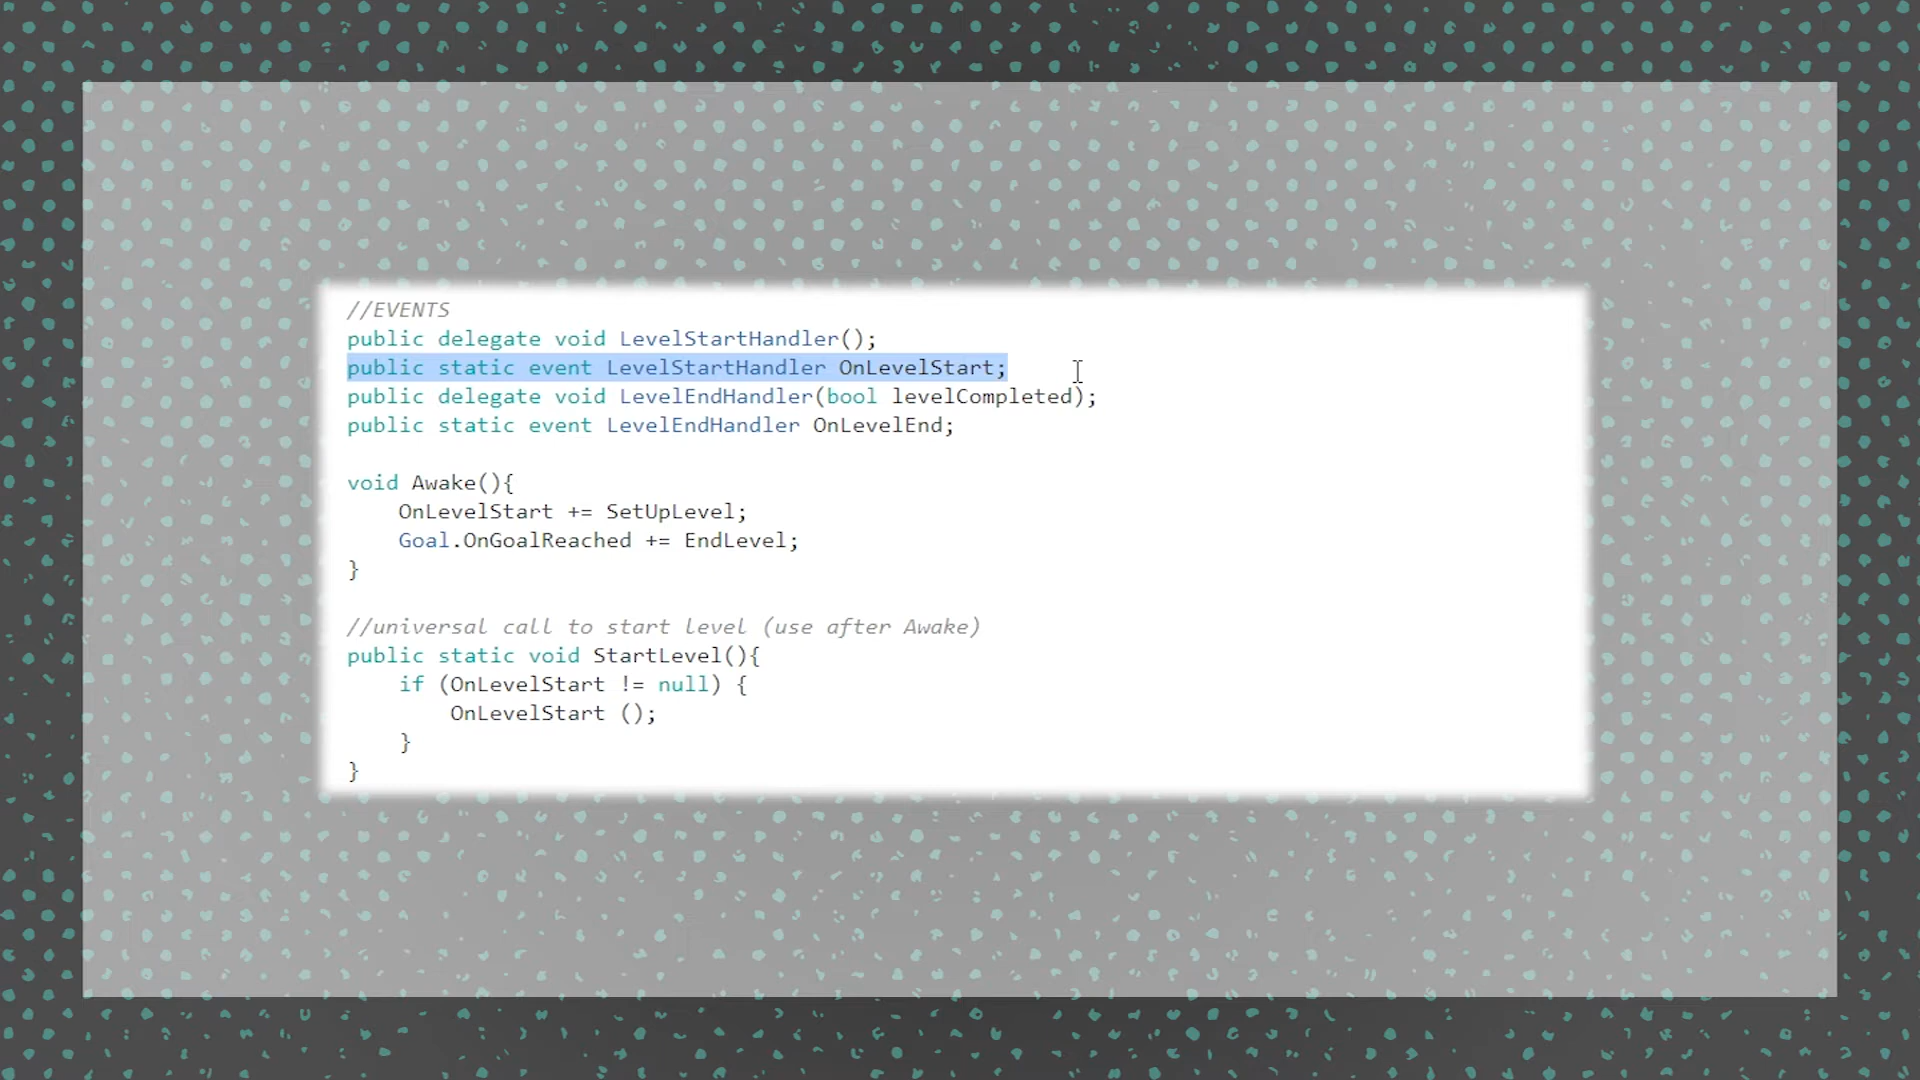 //EVENTS
public delegate void LevelStartHandler();
public static event LevelStartHandler OnLevelStart;
public delegate void LevelEndHandler(bool levelCompleted);
public static event LevelEndHandler OnLevelEnd;
void Awake(){
OnLevelStart += SetUpLevel;
Goal.OnGoalReached += EndLevel;
}
//universal call to start level (use after Awake)
public static void StartLevel(){
if (OnLevelStart != null) {
OnLevelStart ();
}
}